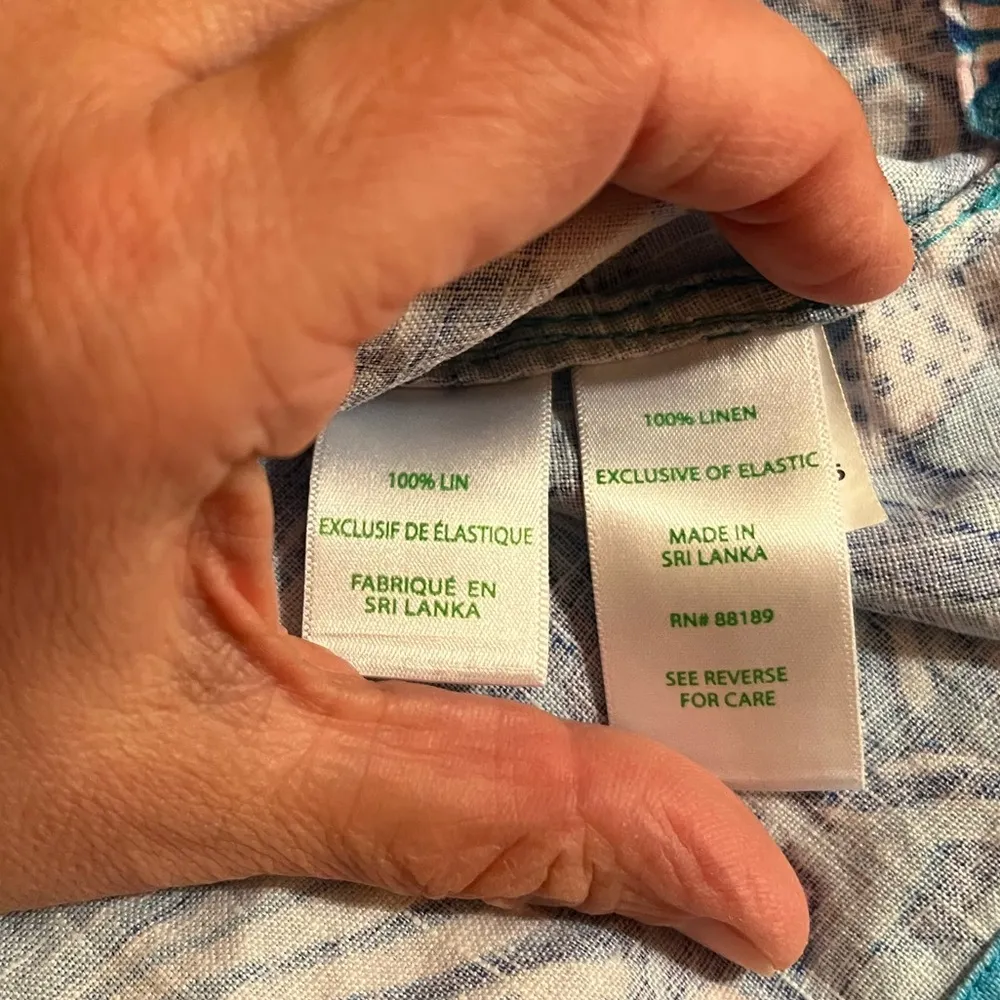 100% LIN
EXCLUSIF DE ÉLASTIQUE
FABRIQUÉ EN
SRI LANKA
100% LINEN
EXCLUSIVE OF ELASTIC
MADE IN
SRI LANKA
RN# 88189
SEE REVERSE
FOR CARE